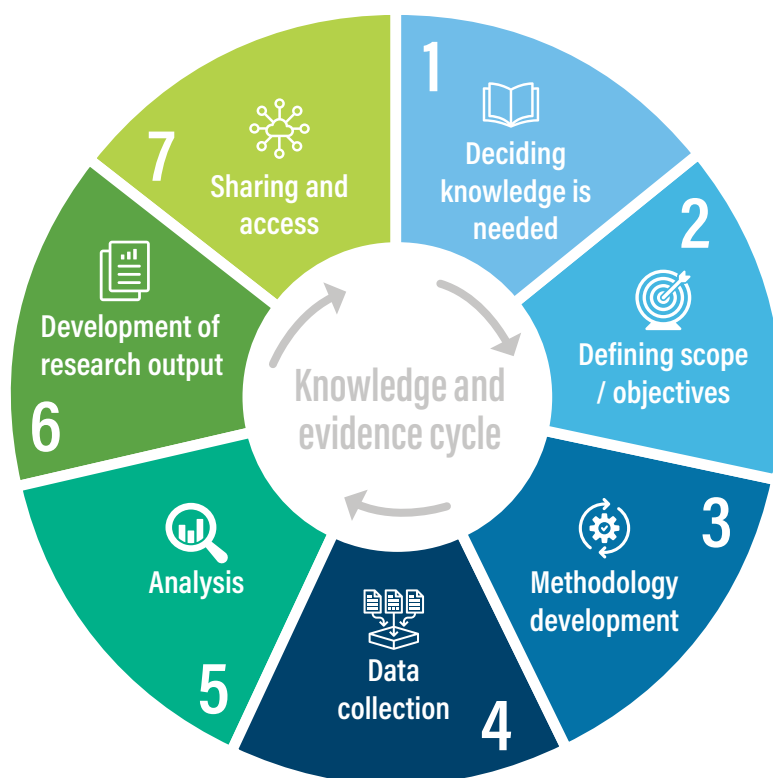 Knowledge and
evidence cycle
1
Deciding
knowledge is
needed
2
Defining scope
/ objectives
3
Methodology
development
4
Data
collection
5
Analysis
6
Development of
research output
7
Sharing and
access